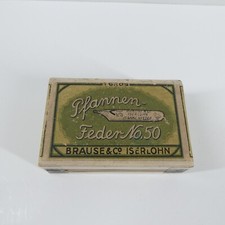 Pfannen
Feder No. 50
BRAUSE & Co ISERLOHN